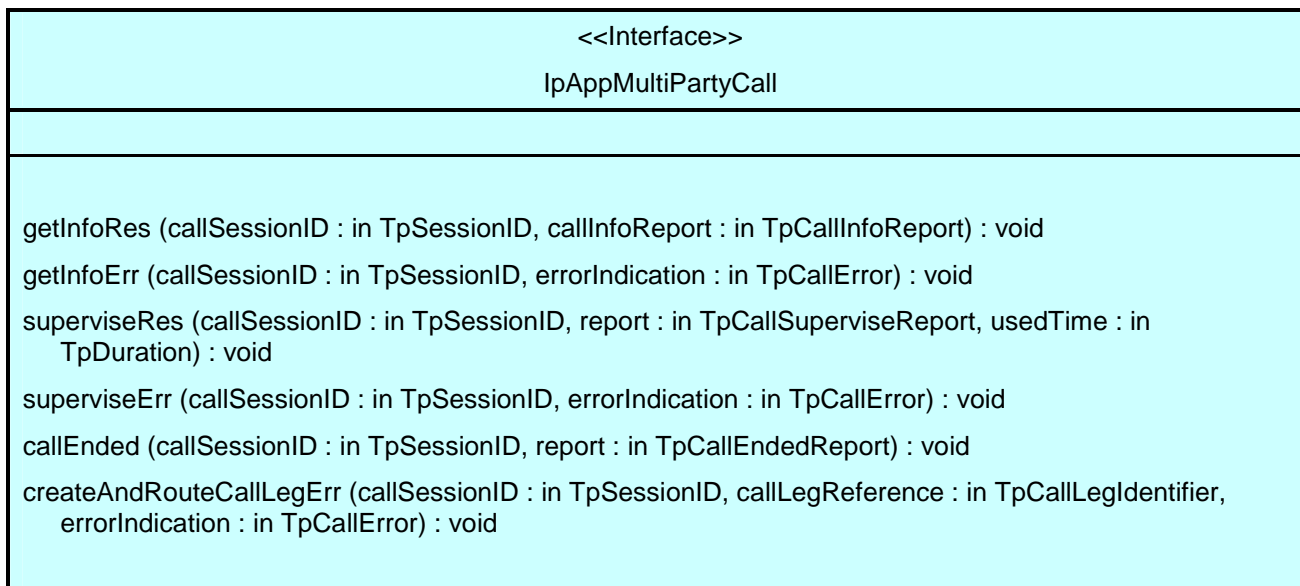 <<Interface>>
IpAppMultiPartyCall
getInfoRes (callSessionID : in TpSessionID, callInfoReport : in TpCallInfoReport) : void
getInfoErr (callSessionID : in TpSessionID, errorIndication : in TpCallError) : void
superviseRes (callSessionID : in TpSessionID, report : in TpCallSuperviseReport, usedTime : in
TpDuration) : void
superviseErr (callSessionID : in TpSessionID, errorIndication : in TpCallError) : void
callEnded (callSessionID : in TpSessionID, report : in TpCallEndedReport) : void
createAndRouteCallLegErr (callSessionID : in TpSessionID, callLegReference : in TpCallLegIdentifier,
errorIndication : in TpCallError) : void